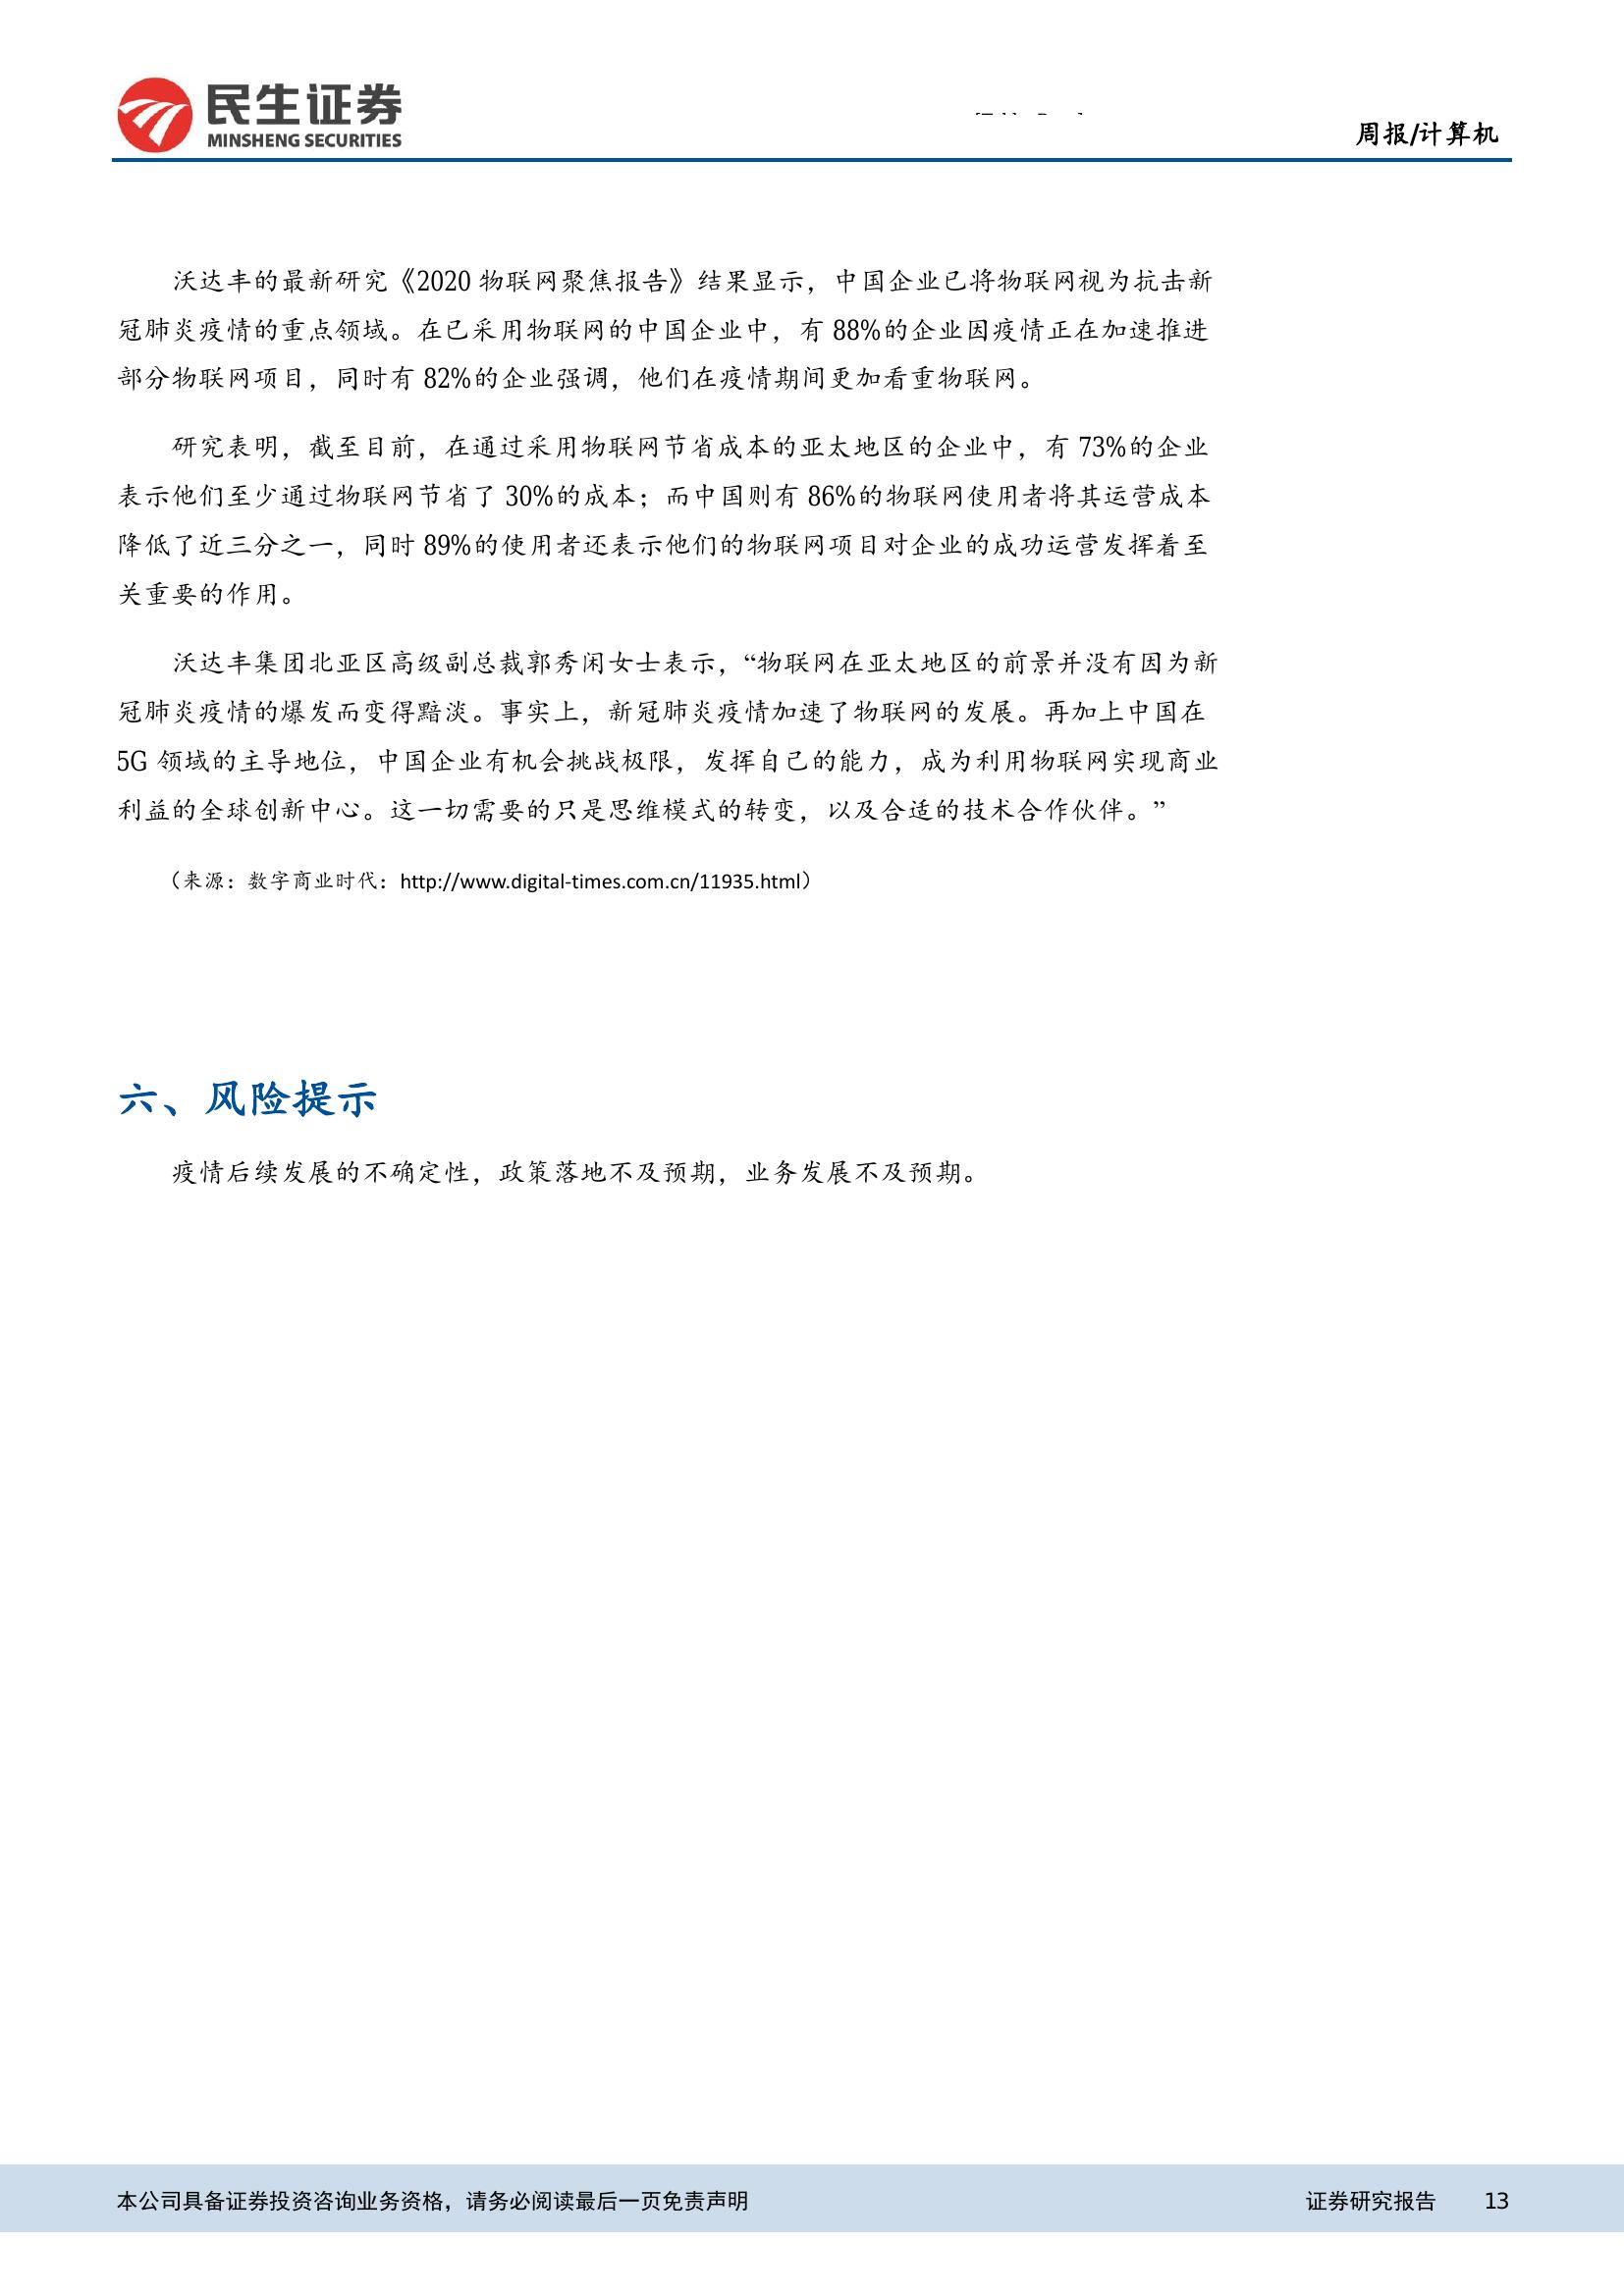 民生证券
MINSHENG SECURITIES
周报/计算机
沃达丰的最新研究《2020 物联网聚焦报告》结果显示，中国企业已将物联网视为抗击新
冠肺炎疫情的重点领域。在已采用物联网的中国企业中，有 88%的企业因疫情正在加速推进
部分物联网项目，同时有 82%的企业强调，他们在疫情期间更加看重物联网。
研究表明，截至目前，在通过采用物联网节省成本的亚太地区的企业中，有 73%的企业
表示他们至少通过物联网节省了 30%的成本；而中国则有 86%的物联网使用者将其运营成本
降低了近三分之一，同时 89%的使用者还表示他们的物联网项目对企业的成功运营发挥着至
关重要的作用。
沃达丰集团北亚区高级副总裁郭秀闲女士表示，“物联网在亚太地区的前景并没有因为新
冠肺炎疫情的爆发而变得黯淡。事实上，新冠肺炎疫情加速了物联网的发展。再加上中国在
5G 领域的主导地位，中国企业有机会挑战极限，发挥自己的能力，成为利用物联网实现商业
利益的全球创新中心。这一切需要的只是思维模式的转变，以及合适的技术合作伙伴。”
（来源：数字商业时代：http://www.digital-times.com.cn/11935.html）
六、风险提示
疫情后续发展的不确定性，政策落地不及预期，业务发展不及预期。
本公司具备证券投资咨询业务资格，请务必阅读最后一页免责声明
证券研究报告 13